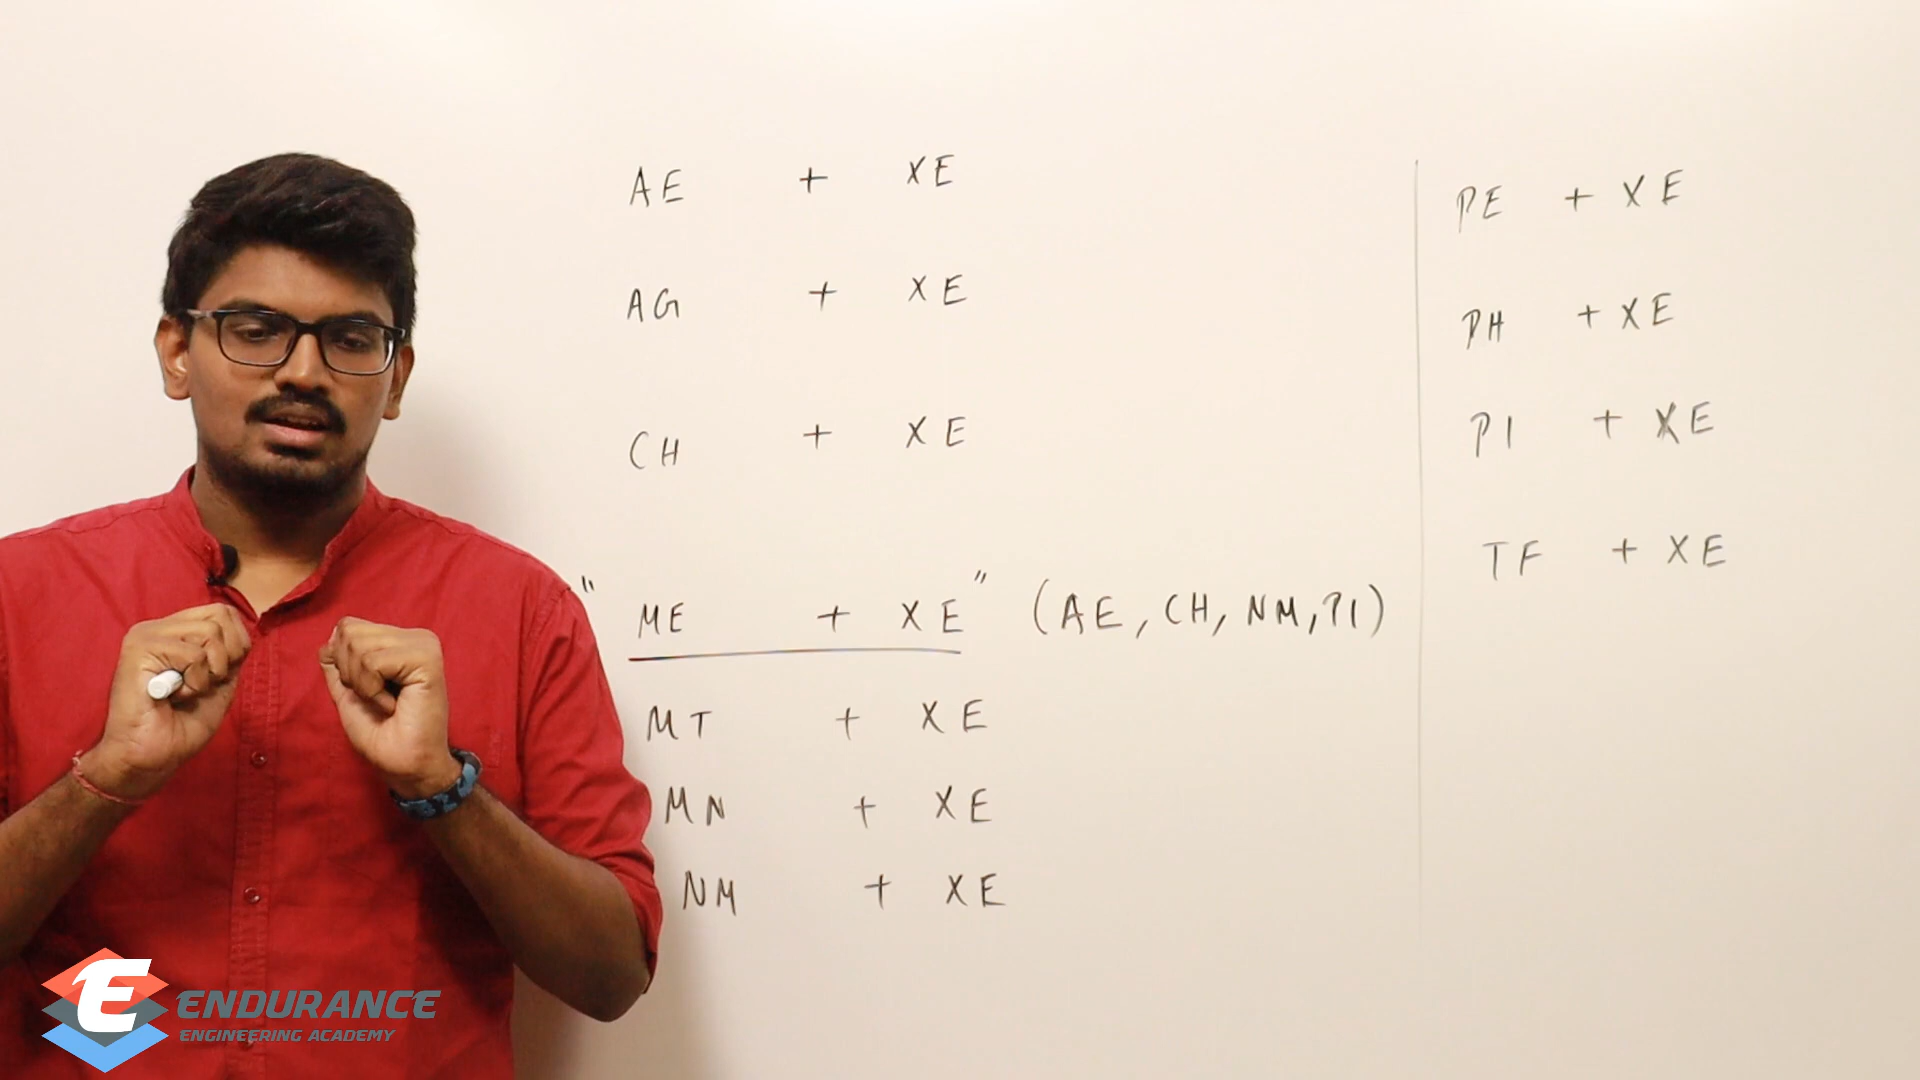 AE + XE
AG + XE
CH + XE
"ME + XE" (AE, CH, NM, PI)
MT + XE
MN + XE
NM + XE
PE + XE
PH + XE
PI + XE
TF + XE
E ENDURANCE
ENGINEERING ACADEMY